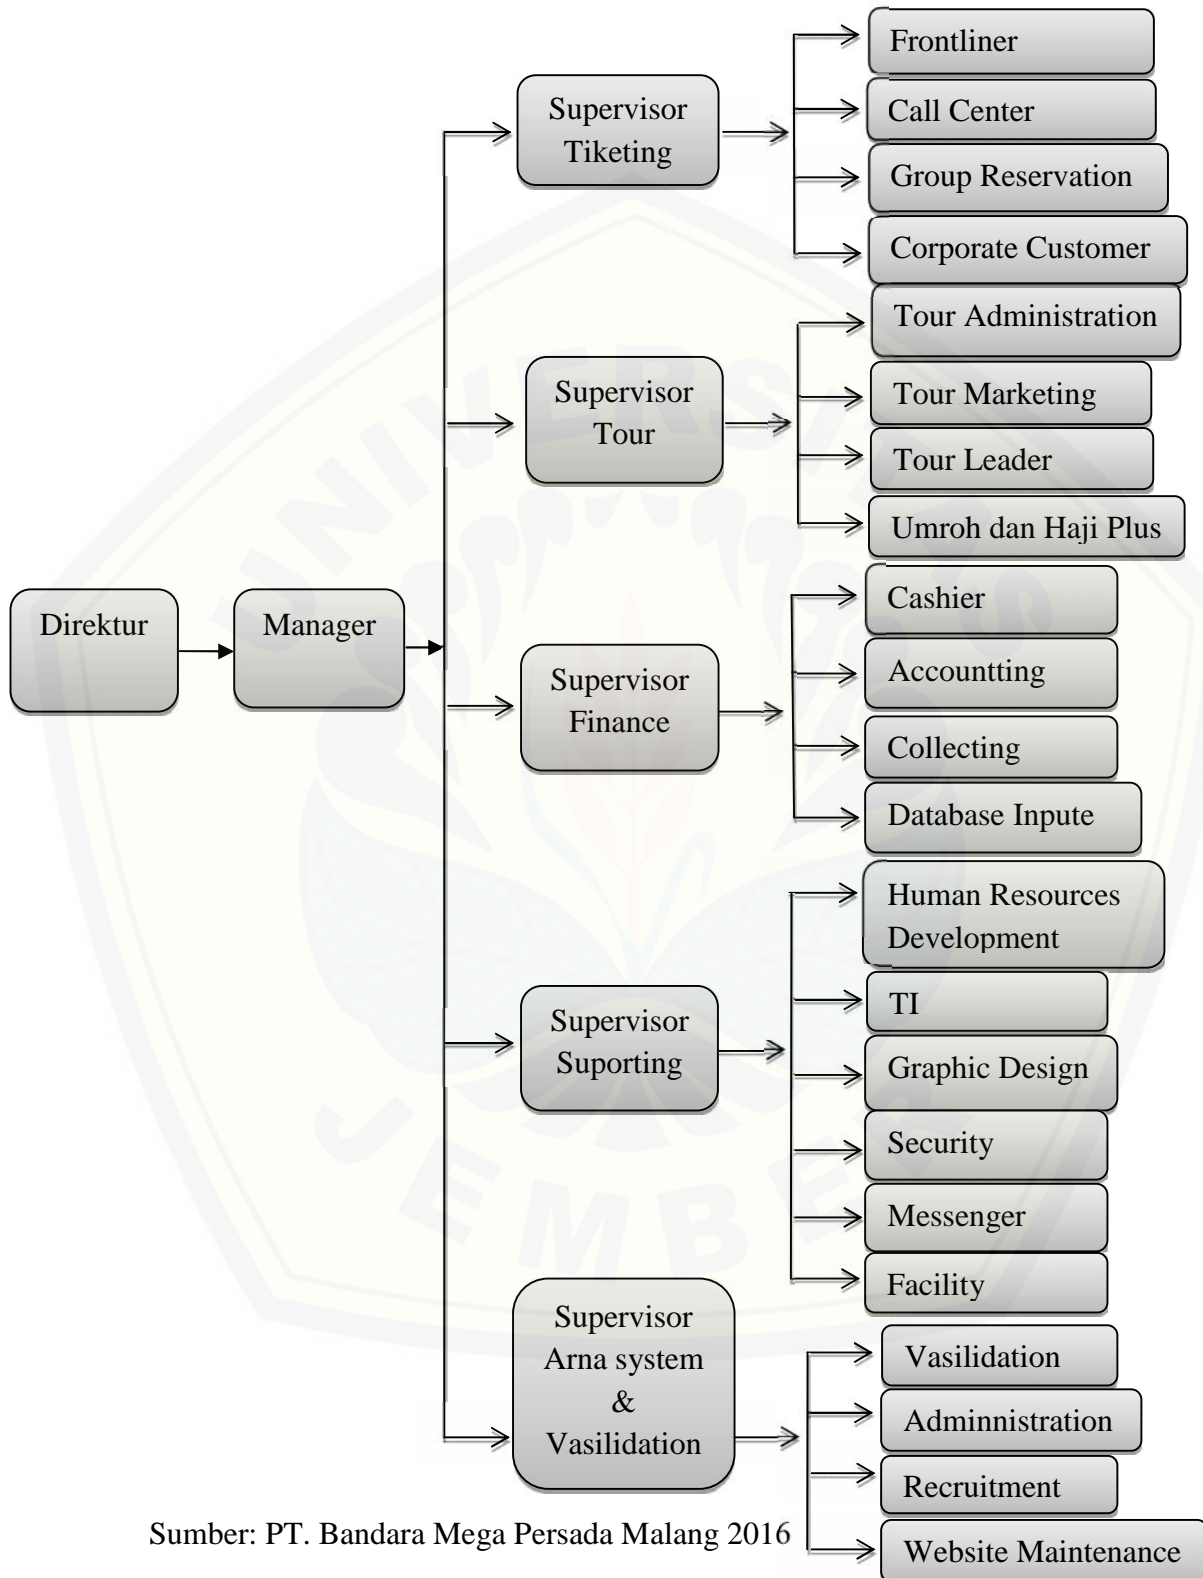 Direktur
Manager
Supervisor
Tiketing
Frontliner
Call Center
Group Reservation
Corporate Customer
Supervisor
Tour
Tour Administration
Tour Marketing
Tour Leader
Umroh dan Haji Plus
Supervisor
Finance
Cashier
Accountting
Collecting
Database Inpute
Supervisor
Suporting
Human Resources
Development
TI
Graphic Design
Security
Messenger
Facility
Supervisor
Arna system
&
Vasilidation
Vasilidation
Adminnistration
Recruitment
Website Maintenance
Sumber: PT. Bandara Mega Persada Malang 2016
UNIVERSITAS
JEMBER